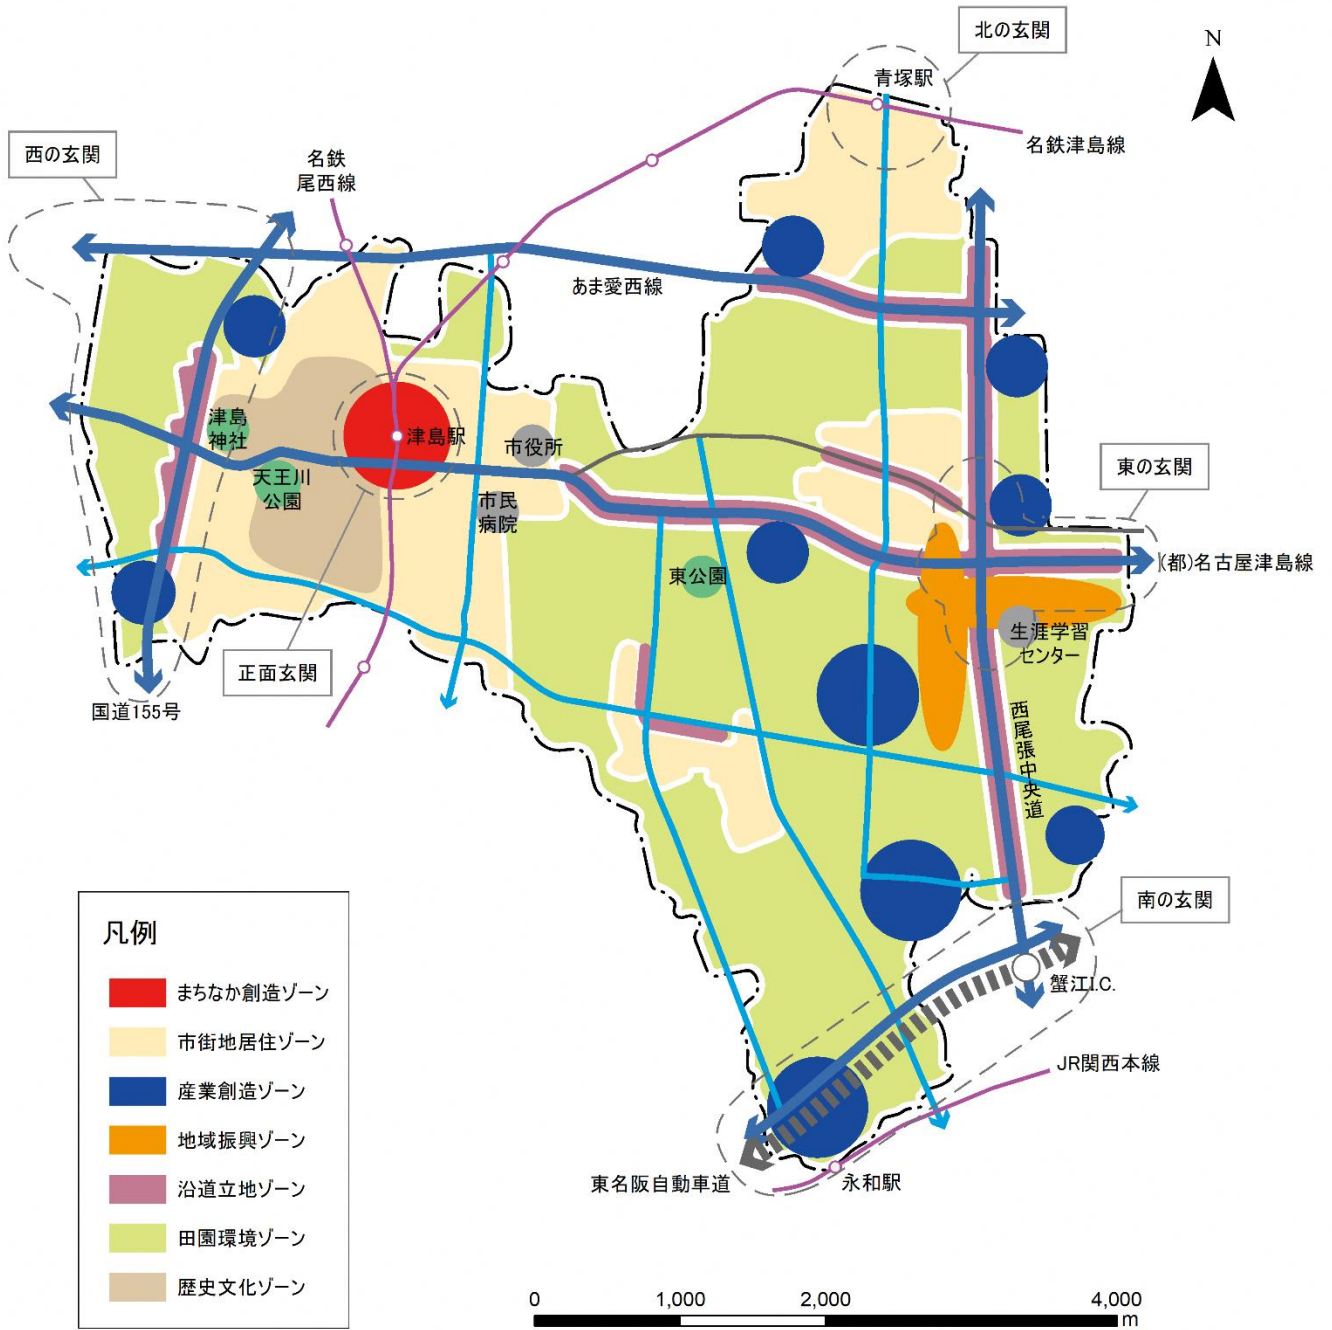 北の玄関
N
青塚駅
西の玄関
名鉄
尾西線
名鉄津島線
あま愛西線
津島
神社
津島駅
市役所
東の玄関
天王川
公園
市民
病院
東公園
(都)名古屋津島線
生涯学習
センター
正面玄関
国道155号
西尾張中央道
南の玄関
蟹江I.C.
JR関西本線
東名阪自動車道
永和駅
凡例
まちなか創造ゾーン
市街地居住ゾーン
産業創造ゾーン
地域振興ゾーン
沿道立地ゾーン
田園環境ゾーン
歴史文化ゾーン
0 1,000 2,000 4,000
m